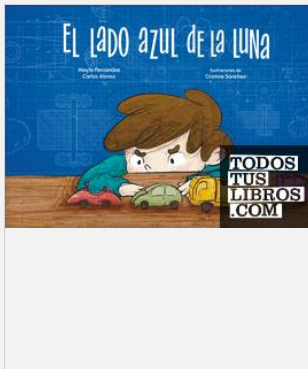 EL LADO AZUL DE LA LUNA
Mayte Fernández
Carlos Alonso
Ilustraciones de
Cristina Sánchez
TODOS
TUS
LIBROS
.COM